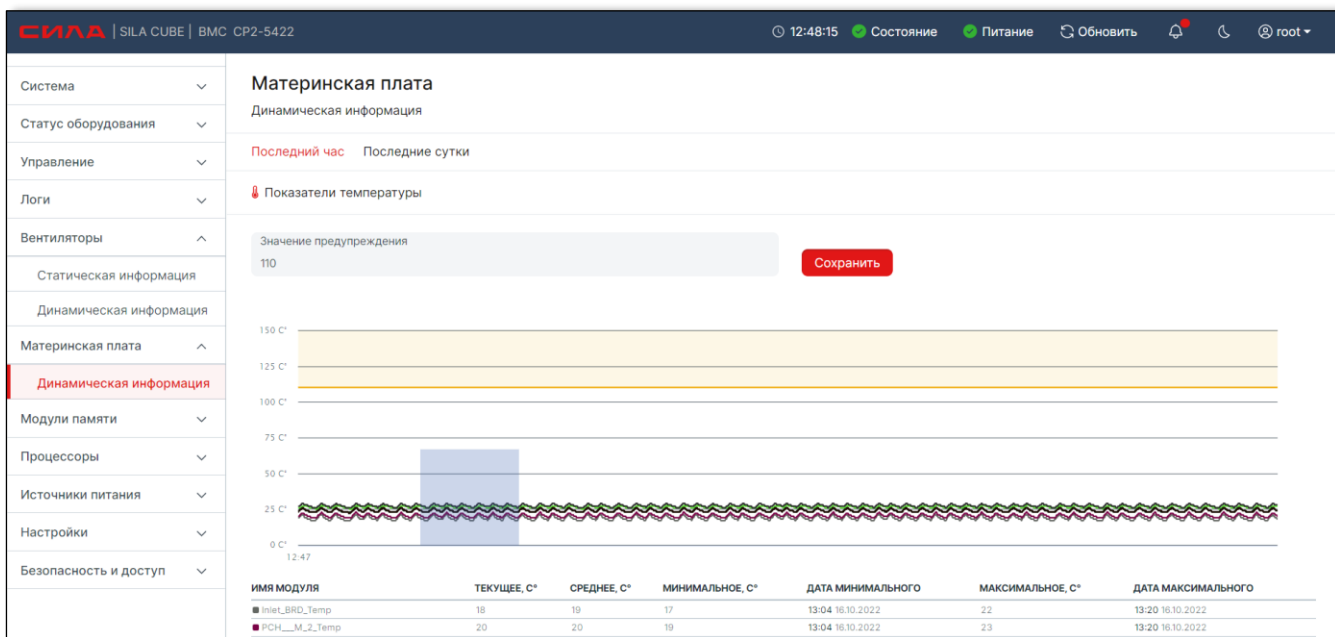 СИЛА | SILA CUBE | BMC CP2-5422 12:48:15 Состояние Питание Обновить root
Система
Статус оборудования
Управление
Логи
Вентиляторы
Статическая информация
Динамическая информация
Материнская плата
Динамическая информация
Модули памяти
Процессоры
Источники питания
Настройки
Безопасность и доступ
Материнская плата
Динамическая информация
Последний час Последние сутки
Показатели температуры
Значение предупреждения
110
Сохранить
150 C°
125 C°
100 C°
75 C°
50 C°
25 C°
0 C°
12:47
ИМЯ МОДУЛЯ ТЕКУЩЕЕ, C° СРЕДНЕЕ, C° МИНИМАЛЬНОЕ, C° ДАТА МИНИМАЛЬНОГО МАКСИМАЛЬНОЕ, C° ДАТА МАКСИМАЛЬНОГО
Inlet_BRD_Temp 18 19 17 13:04 16.10.2022 22 13:20 16.10.2022
PCH__M_2_Temp 20 20 19 13:04 16.10.2022 23 13:20 16.10.2022